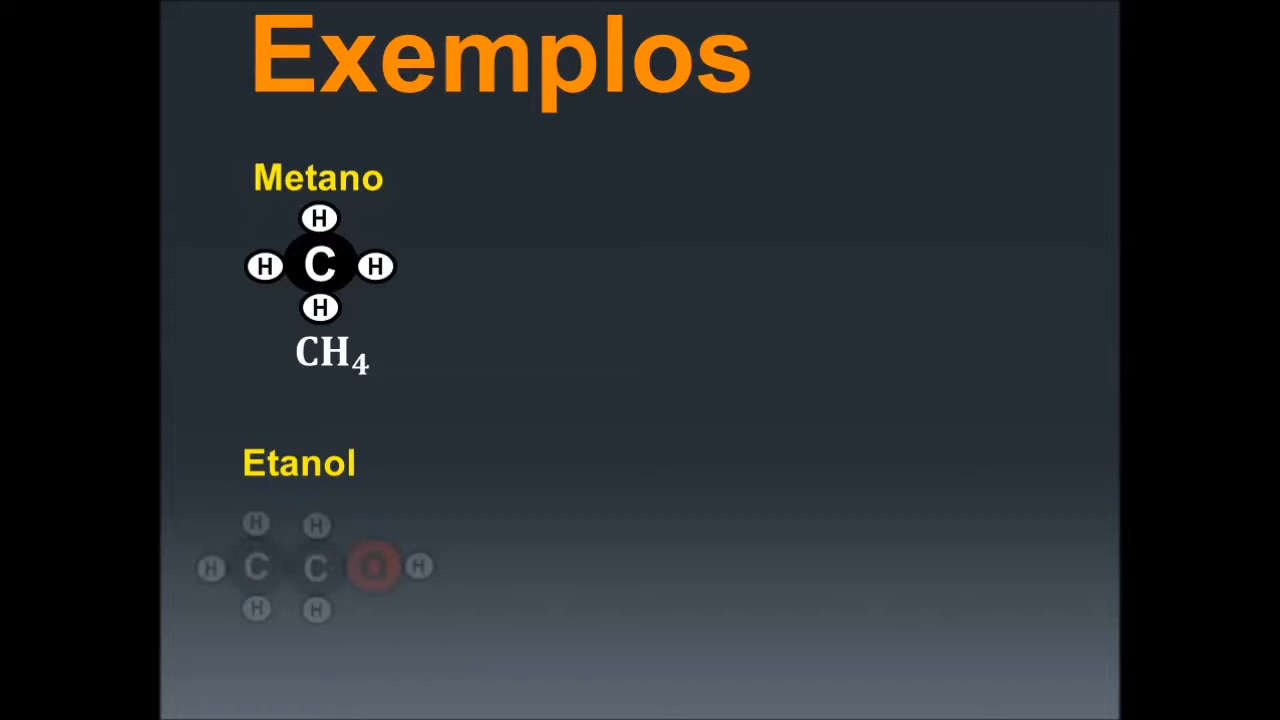 Exemplos
Metano
H
H C H
H
CH₄
Etanol
H H
H C C O H
H H